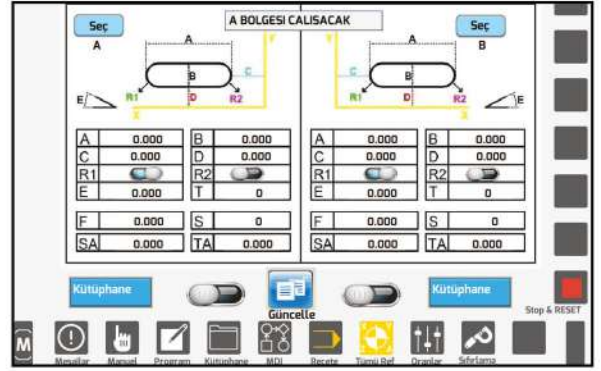 A BOLGESI CALISACAK
Seç
A
Seç
B
A
Y
B
C
R1
D
R2
E
X
Y
A
C
B
R1
D
R2
E
X
A 0.000 B 0.000
C 0.000 D 0.000
R1 R2
E 0.000 T 0
F 0.000 S 0
SA 0.000 TA 0.000
A 0.000 B 0.000
C 0.000 D 0.000
R1 R2
E 0.000 T 0
F 0.000 S 0
SA 0.000 TA 0.000
Kütüphane
Güncelle
Kütüphane
Stop & RESET
M
Mesajlar Manuel Program Kütüphane MDI Reçete Tümü Ref Oranlar Sıfırlama